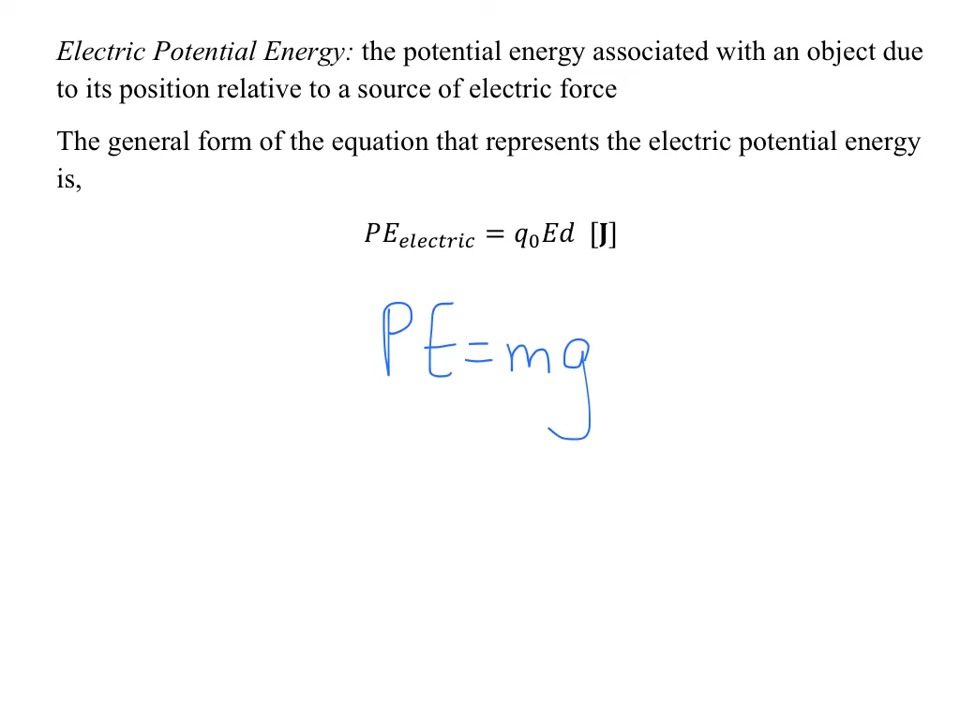 Electric Potential Energy: the potential energy associated with an object due
to its position relative to a source of electric force
The general form of the equation that represents the electric potential energy
is,
PE_electric = q₀Ed [J]
PE=mg